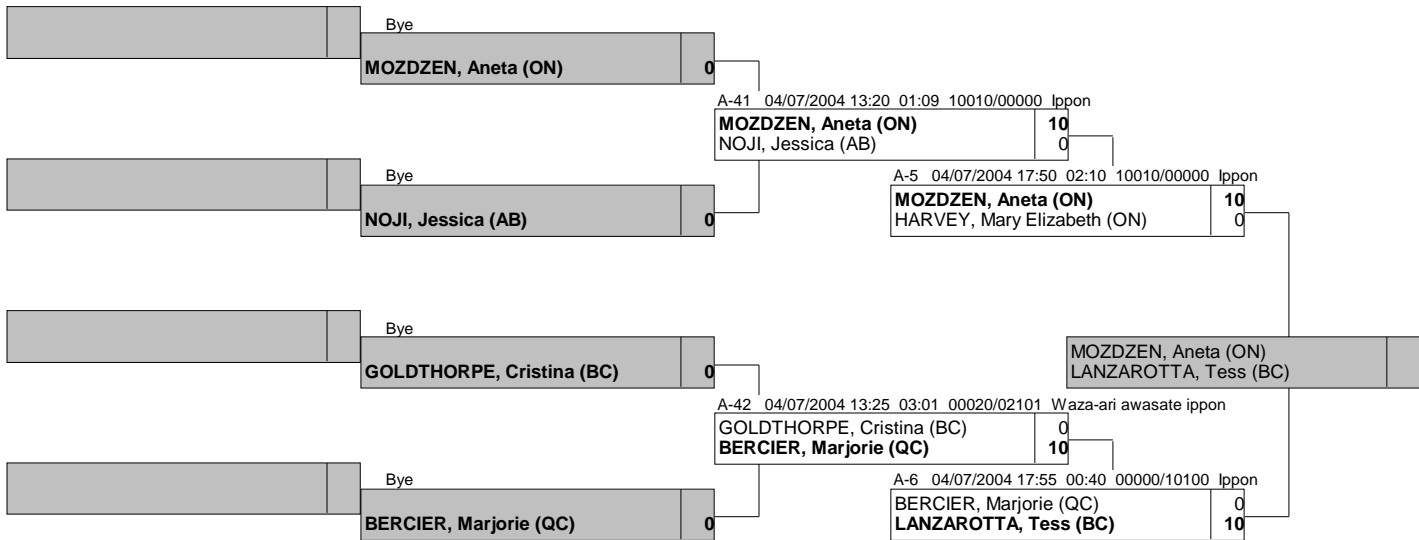 Bye
MOZDZEN, Aneta (ON) 0
A-41 04/07/2004 13:20 01:09 10010/00000 Ippon
MOZDZEN, Aneta (ON) 10
NOJI, Jessica (AB) 0
Bye
NOJI, Jessica (AB) 0
A-5 04/07/2004 17:50 02:10 10010/00000 Ippon
MOZDZEN, Aneta (ON) 10
HARVEY, Mary Elizabeth (ON) 0
Bye
GOLDTHORPE, Cristina (BC) 0
MOZDZEN, Aneta (ON)
LANZAROTTA, Tess (BC)
A-42 04/07/2004 13:25 03:01 00020/02101 Waza-ari awasate ippon
GOLDTHORPE, Cristina (BC) 0
BERCIER, Marjorie (QC) 10
Bye
BERCIER, Marjorie (QC) 0
A-6 04/07/2004 17:55 00:40 00000/10100 Ippon
BERCIER, Marjorie (QC) 0
LANZAROTTA, Tess (BC) 10